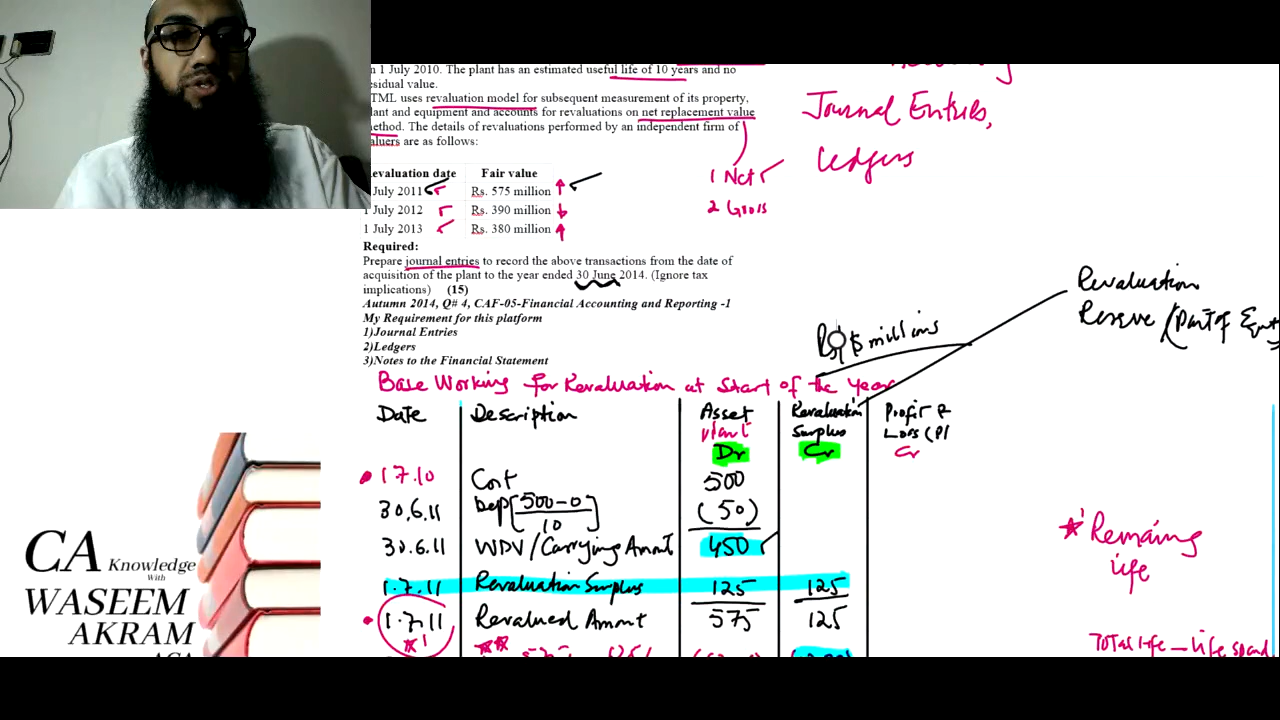 n 1 July 2010. The plant has an estimated useful life of 10 years and no
sidual value.
TML uses revaluation model for subsequent measurement of its property,
lant and equipment and accounts for revaluations on net replacement value
ethod. The details of revaluations performed by an independent firm of
aluers are as follows:
evaluation date Fair value
July 2011 Rs. 575 million
1 July 2012 Rs. 390 million
1 July 2013 Rs. 380 million
Required:
Prepare journal entries to record the above transactions from the date of
acquisition of the plant to the year ended 30 June 2014. (Ignore tax
implications) (15)
Autumn 2014, Q# 4, CAF-05-Financial Accounting and Reporting -1
My Requirement for this platform
1)Journal Entries
2)Ledgers
3)Notes to the Financial Statement
1 Net
2 Gross
Journal Entries,
ledgers
Revaluation
Reserve / (Part of
millions
Base Working for Revaluation at Start of the Year
Date Description Asset Revaluation Profit &
Plant Surplus Loss (Pl
Dr Cr Cr
1.7.10 Cost 500
30.6.11 Dep [500-0/10] (50)
30.6.11 WDV/Carrying Amont 450
1.7.11 Revaluation Surplus 125 125
1.7.11 Revalued Amont 575 125
*1 **
*1 Remaining
life
Total life - life
CA Knowledge
With
WASEEM
AKRAM